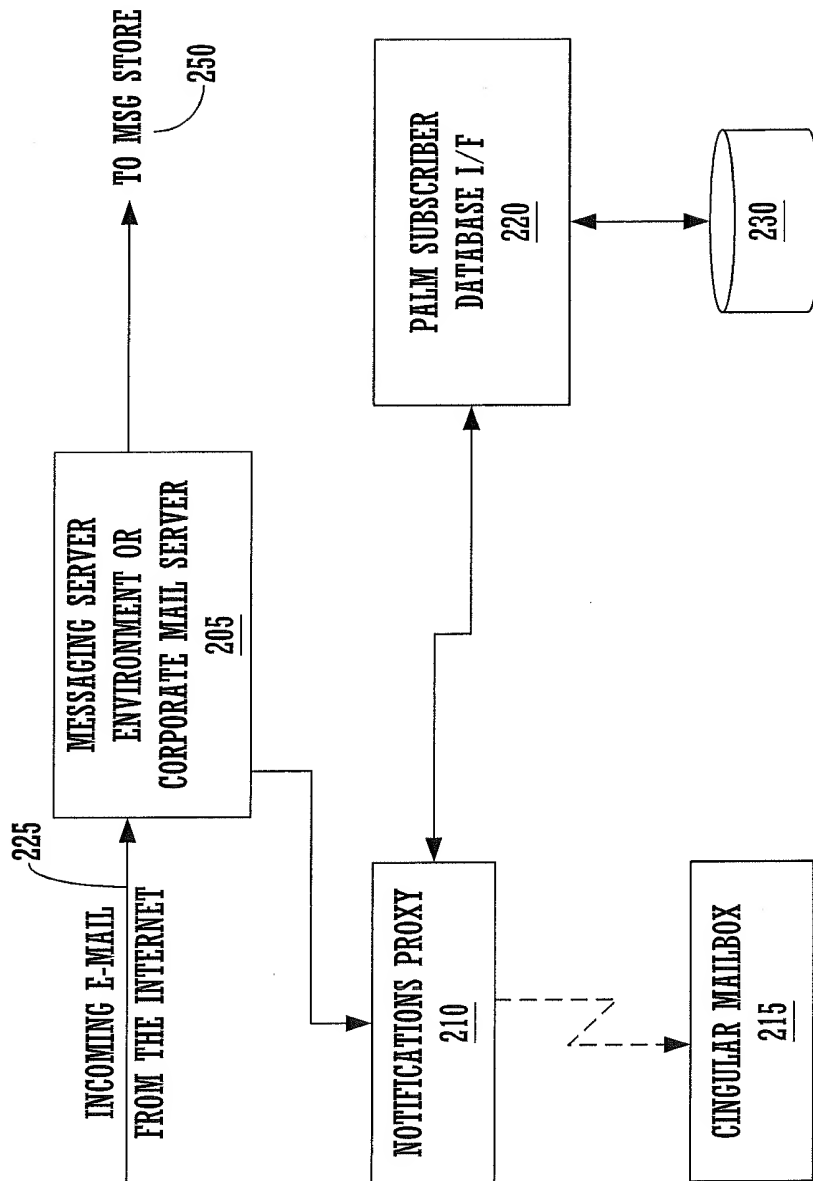 225
INCOMING E-MAIL
FROM THE INTERNET
MESSAGING SERVER
ENVIRONMENT OR
CORPORATE MAIL SERVER
205
TO MSG STORE
250
NOTIFICATIONS PROXY
210
PALM SUBSCRIBER
DATABASE I/F
220
CINGULAR MAILBOX
215
230